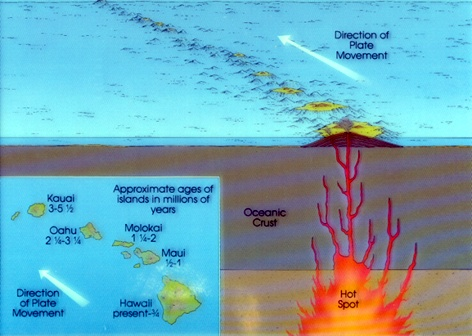 Direction of
Plate
Movement
Approximate ages of
islands in millions of
years
Kauai
3-5 ½
Oahu
2 ¼-3 ¼
Molokai
1 ¼-2
Maui
½-1
Hawaii
present-¾
Direction
of Plate
Movement
Oceanic
Crust
Hot
Spot